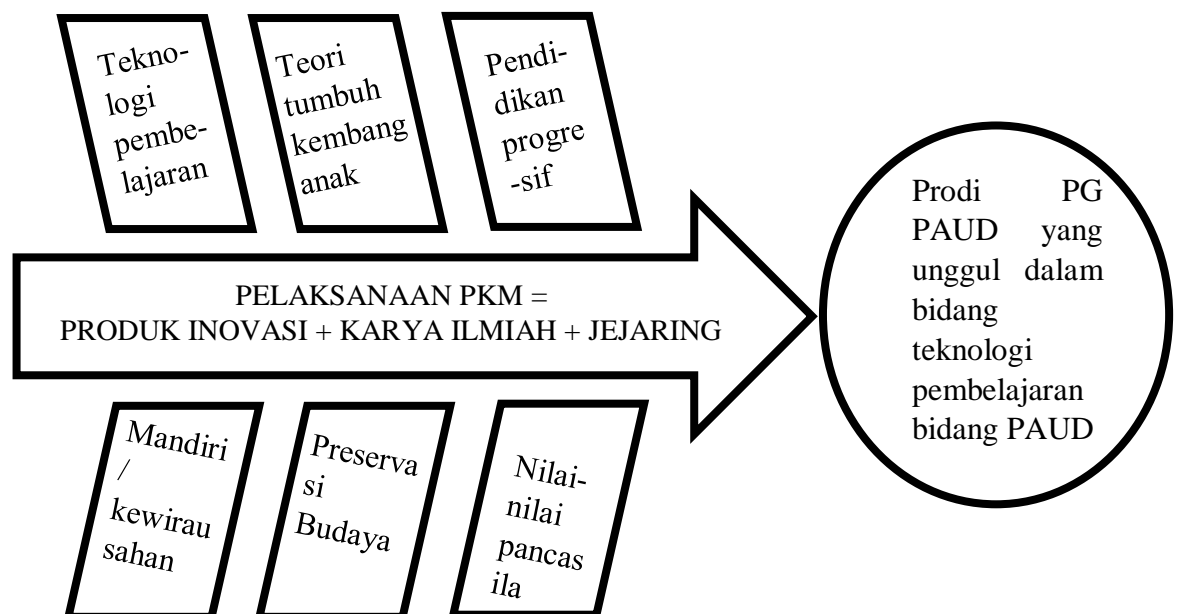 Tekno-
logi
pembe-
lajaran
Teori
tumbuh
kembang
anak
Pendi-
dikan
progre
-sif
PELAKSANAAN PKM =
PRODUK INOVASI + KARYA ILMIAH + JEJARING
Prodi PG
PAUD yang
unggul dalam
bidang
teknologi
pembelajaran
bidang PAUD
Mandiri
/
kewirau
sahan
Preserva
si
Budaya
Nilai-
nilai
pancas
ila